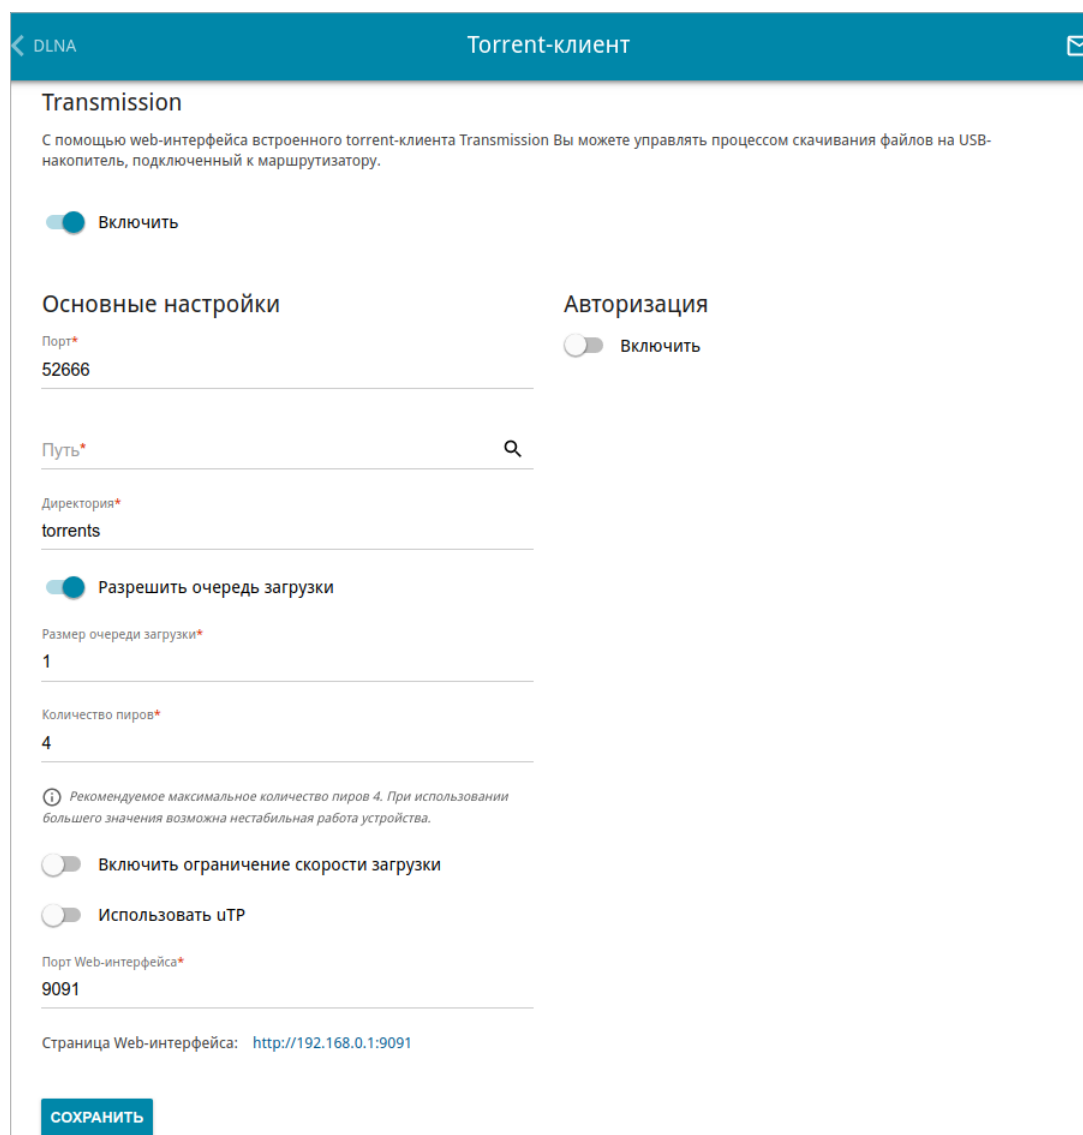 DLNA
Torrent-клиент
Transmission
С помощью web-интерфейса встроенного torrent-клиента Transmission Вы можете управлять процессом скачивания файлов на USB-
накопитель, подключенный к маршрутизатору.
Включить
Основные настройки
Порт*
52666
Путь*
Директория*
torrents
Разрешить очередь загрузки
Размер очереди загрузки*
1
Количество пиров*
4
Рекомендуемое максимальное количество пиров 4. При использовании
большего значения возможна нестабильная работа устройства.
Включить ограничение скорости загрузки
Использовать uTP
Порт Web-интерфейса*
9091
Страница Web-интерфейса: http://192.168.0.1:9091
СОХРАНИТЬ
Авторизация
Включить